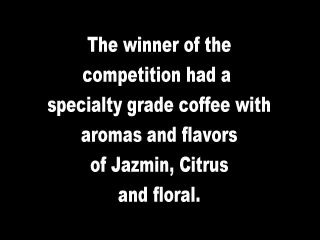 The winner of the
competition had a
specialty grade coffee with
aromas and flavors
of Jazmin, Citrus
and floral.